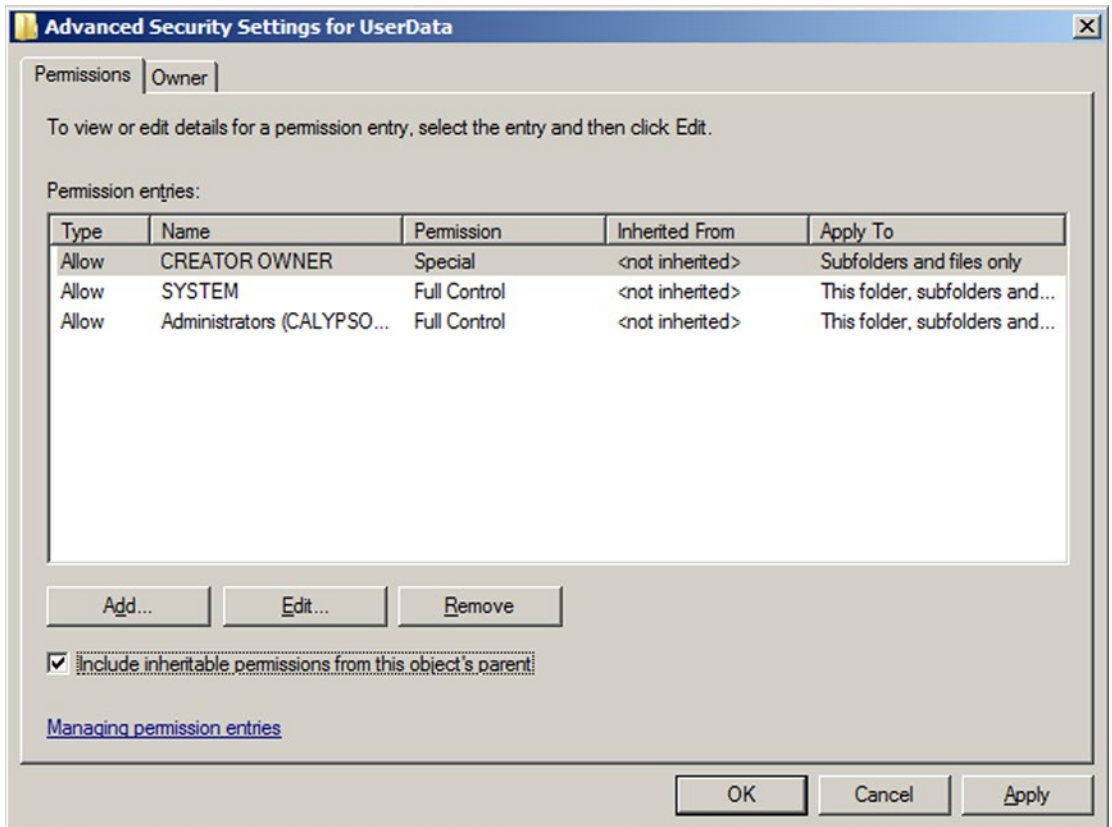 Advanced Security Settings for UserData
Permissions Owner
To view or edit details for a permission entry, select the entry and then click Edit.
Permission entries:
Type Name Permission Inherited From Apply To
Allow CREATOR OWNER Special <not inherited> Subfolders and files only
Allow SYSTEM Full Control <not inherited> This folder, subfolders and...
Allow Administrators (CALYPSO... Full Control <not inherited> This folder, subfolders and...
Add... Edit... Remove
Include inheritable permissions from this object's parent
Managing permission entries
OK Cancel Apply